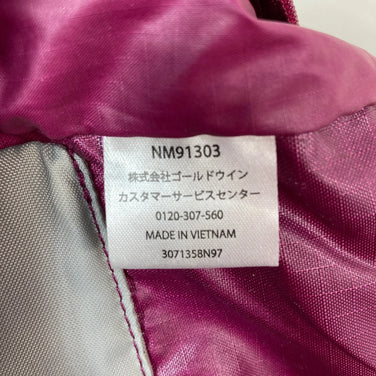 NM91303
株式会社ゴールドウイン
カスタマーサービスセンター
0120-307-560
MADE IN VIETNAM
3071358N97